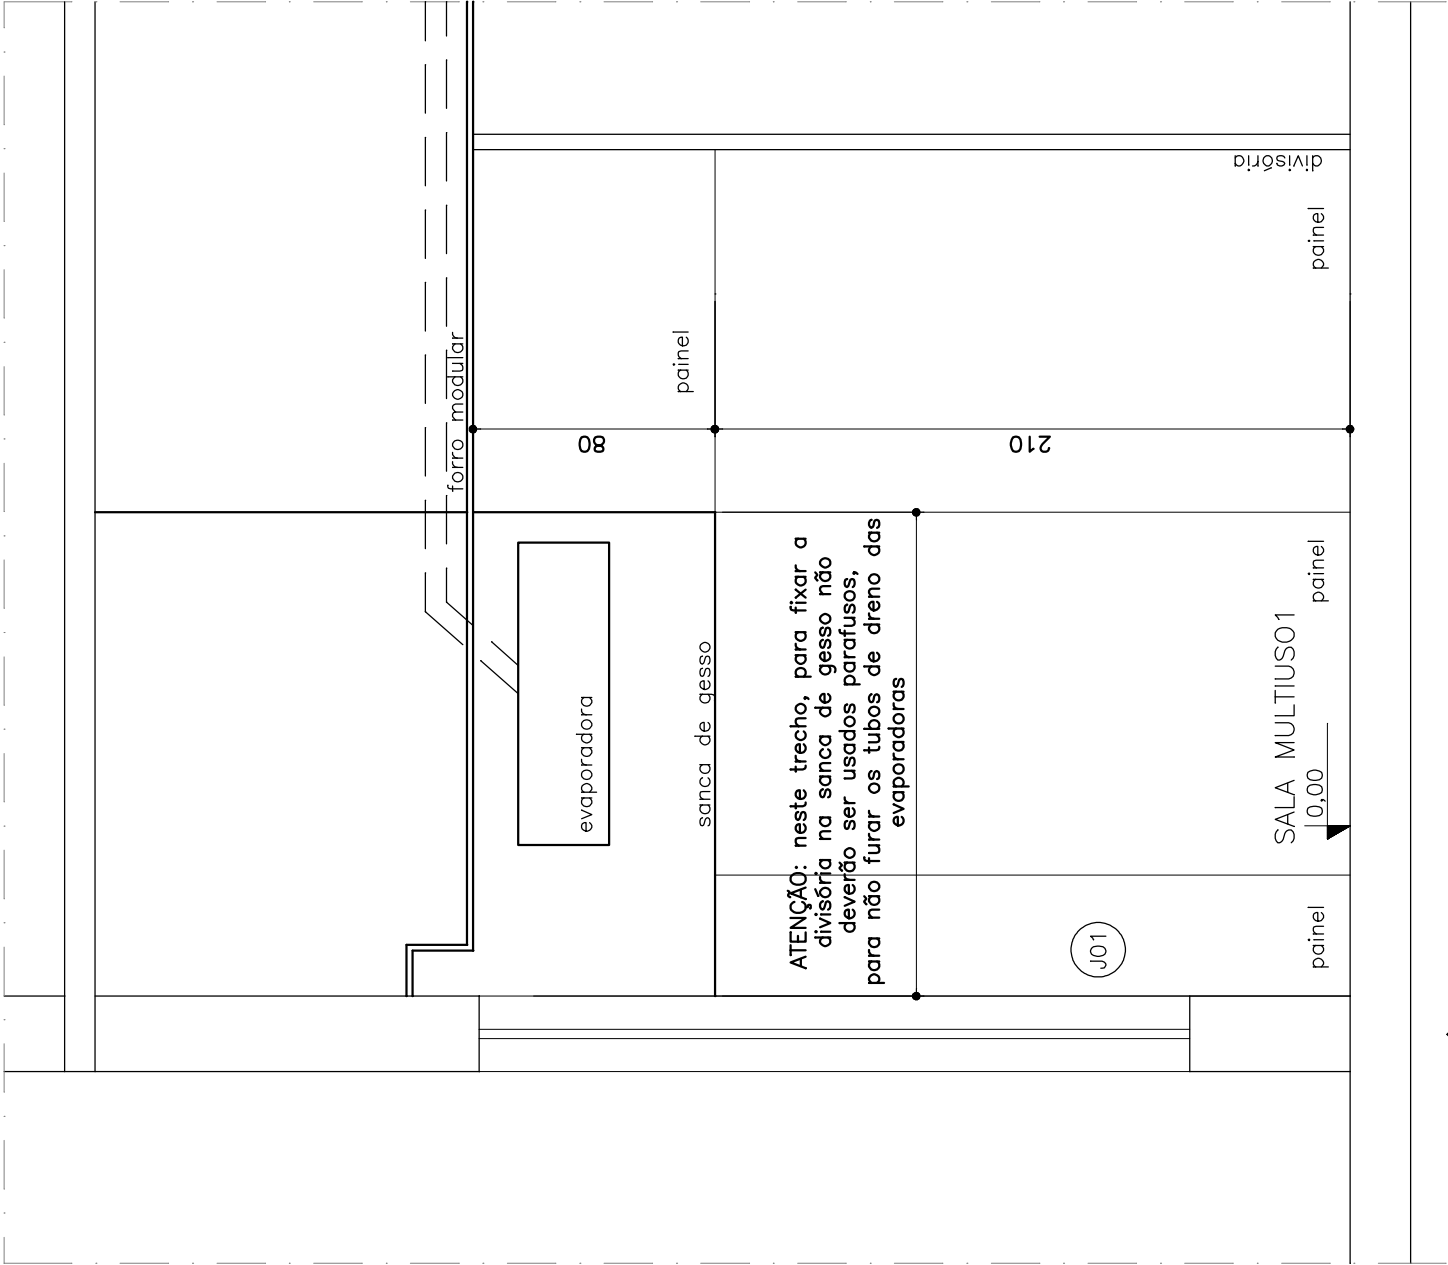 forro modular
evaporadora
sanca de gesso
painel
80
210
ATENÇÃO: neste trecho, para fixar a
divisória na sanca de gesso não
deverão ser usados parafusos,
para não furar os tubos de dreno das
evaporadoras
J01
SALA MULTIUSO1
0,00
painel
painel
painel
divisória